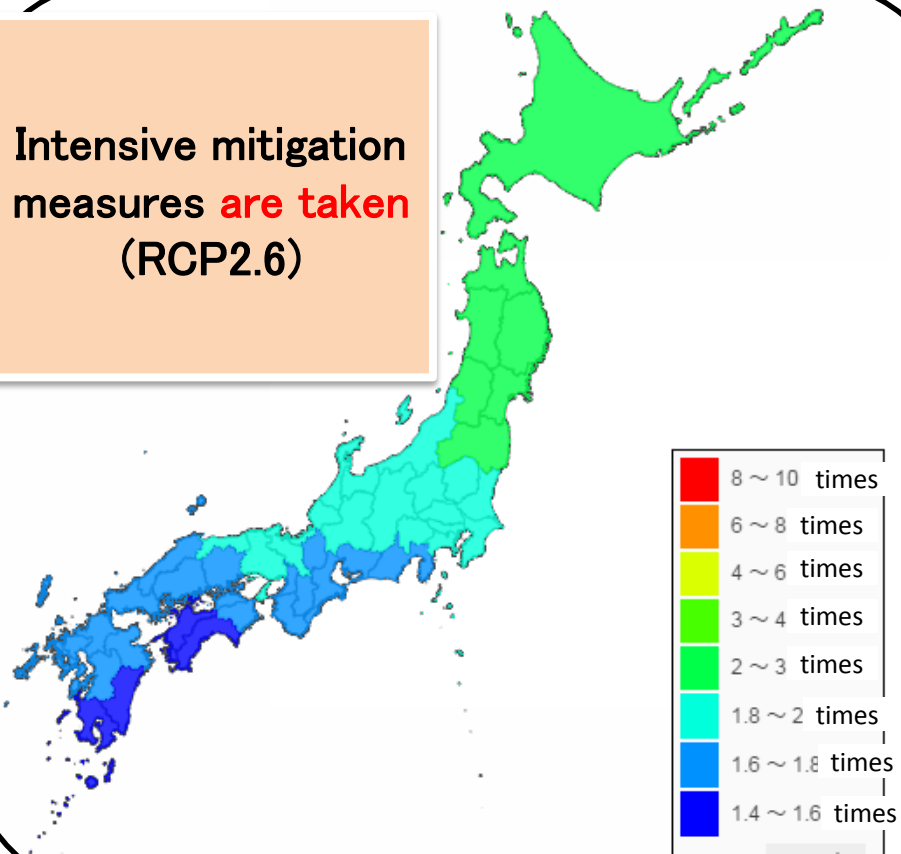 Intensive mitigation
measures are taken
(RCP2.6)
8 ~ 10 times
6 ~ 8 times
4 ~ 6 times
3 ~ 4 times
2 ~ 3 times
1.8 ~ 2 times
1.6 ~ 1.8 times
1.4 ~ 1.6 times